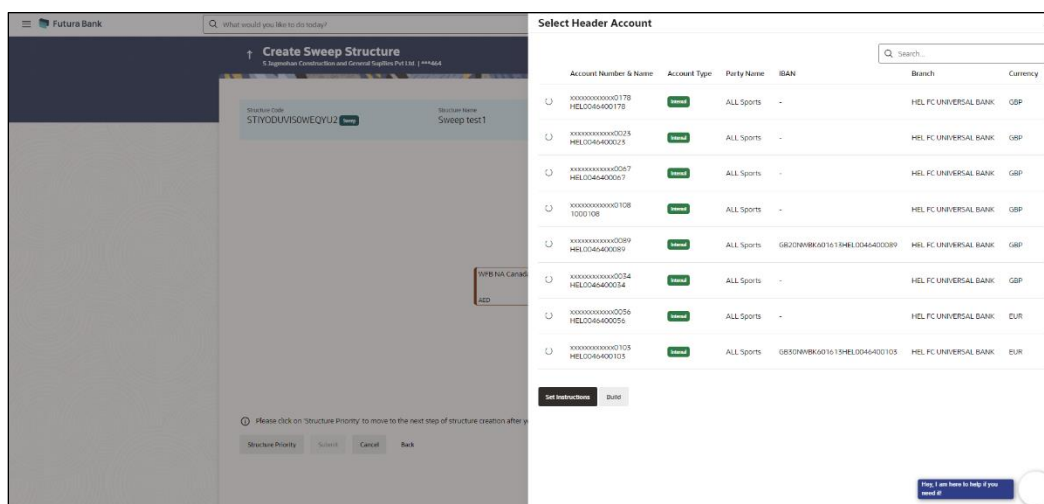 Futura Bank
What would you like to do today?
Create Sweep Structure
S Jagmohan Construction and General Suplies Pvt Ltd. | ***464
Structure Code
Structure Name
STIYODUVIS0WEQYU2 Sweep
Sweep test1
WFB NA Canada
AED
Please click on 'Structure Priority' to move to the next step of structure creation after y
Structure Priority
Submit
Cancel
Back
Select Header Account
Search...
Account Number & Name Account Type Party Name IBAN Branch Currency
xxxxxxxxxxxx0178
HEL0046400178
Internal ALL Sports - HEL FC UNIVERSAL BANK GBP
xxxxxxxxxxxx0023
HEL0046400023
Internal ALL Sports - HEL FC UNIVERSAL BANK GBP
xxxxxxxxxxxx0067
HEL0046400067
Internal ALL Sports - HEL FC UNIVERSAL BANK GBP
xxxxxxxxxxxx0108
1000108
Internal ALL Sports - HEL FC UNIVERSAL BANK GBP
xxxxxxxxxxxx0089
HEL0046400089
Internal ALL Sports GB20NWBK601613HEL0046400089 HEL FC UNIVERSAL BANK GBP
xxxxxxxxxxxx0034
HEL0046400034
Internal ALL Sports - HEL FC UNIVERSAL BANK GBP
xxxxxxxxxxxx0056
HEL0046400056
Internal ALL Sports - HEL FC UNIVERSAL BANK EUR
xxxxxxxxxxxx0103
HEL0046400103
Internal ALL Sports GB30NWBK601613HEL0046400103 HEL FC UNIVERSAL BANK EUR
Set Instructions
Build
Hey, I am here to help if you
need it!